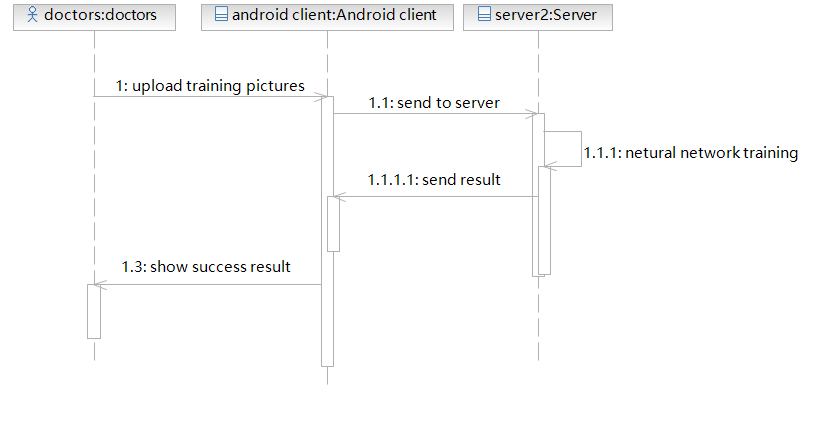 doctors:doctors
android client:Android client
server2:Server
1: upload training pictures
1.1: send to server
1.1.1: netural network training
1.1.1.1: send result
1.3: show success result